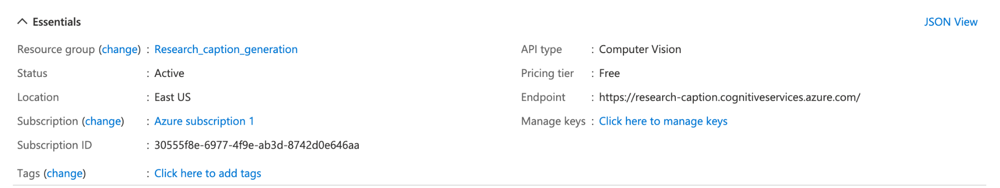 Essentials
JSON View
Resource group (change) : Research_caption_generation
Status : Active
Location : East US
Subscription (change) : Azure subscription 1
Subscription ID : 30555f8e-6977-4f9e-ab3d-8742d0e646aa
Tags (change) : Click here to add tags
API type : Computer Vision
Pricing tier : Free
Endpoint : https://research-caption.cognitiveservices.azure.com/
Manage keys : Click here to manage keys